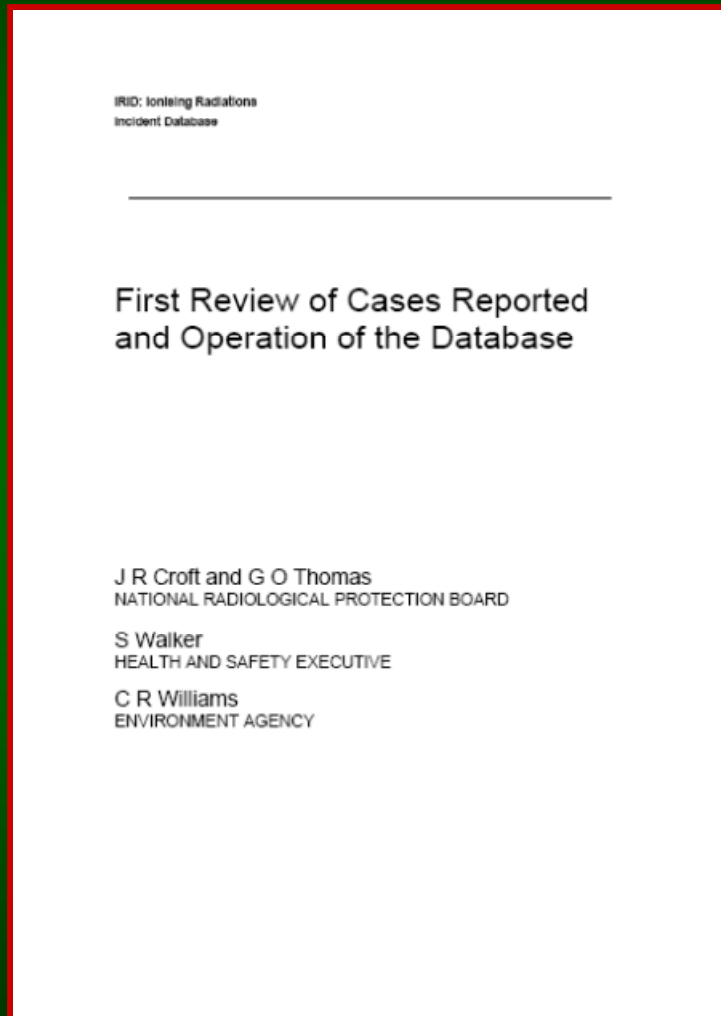 IRID: Ionising Radiations
Incident Database
First Review of Cases Reported
and Operation of the Database
J R Croft and G O Thomas
NATIONAL RADIOLOGICAL PROTECTION BOARD
S Walker
HEALTH AND SAFETY EXECUTIVE
C R Williams
ENVIRONMENT AGENCY